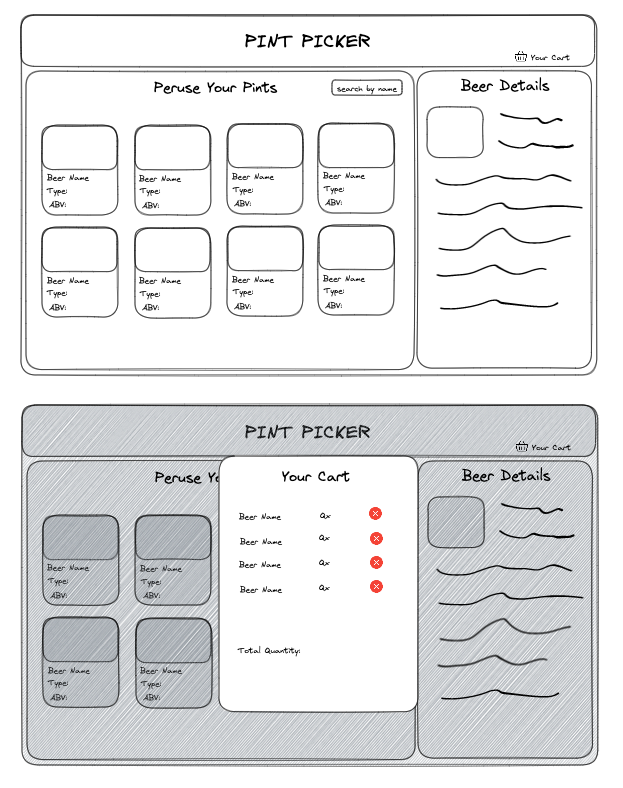 PINT PICKER
Your Cart
Peruse Your Pints
search by name
Beer Details
Beer Name
Type:
ABV:
Beer Name
Type:
ABV:
Beer Name
Type:
ABV:
Beer Name
Type:
ABV:
Beer Name
Type:
ABV:
Beer Name
Type:
ABV:
Beer Name
Type:
ABV:
Beer Name
Type:
ABV:
PINT PICKER
Your Cart
Peruse Yo
Your Cart
Beer Details
Beer Name Qx
Beer Name Qx
Beer Name Qx
Beer Name Qx
Total Quantity:
Beer Name
Type:
ABV:
Beer Name
Type:
ABV:
Beer Name
Type:
ABV:
Beer Name
Type:
ABV: